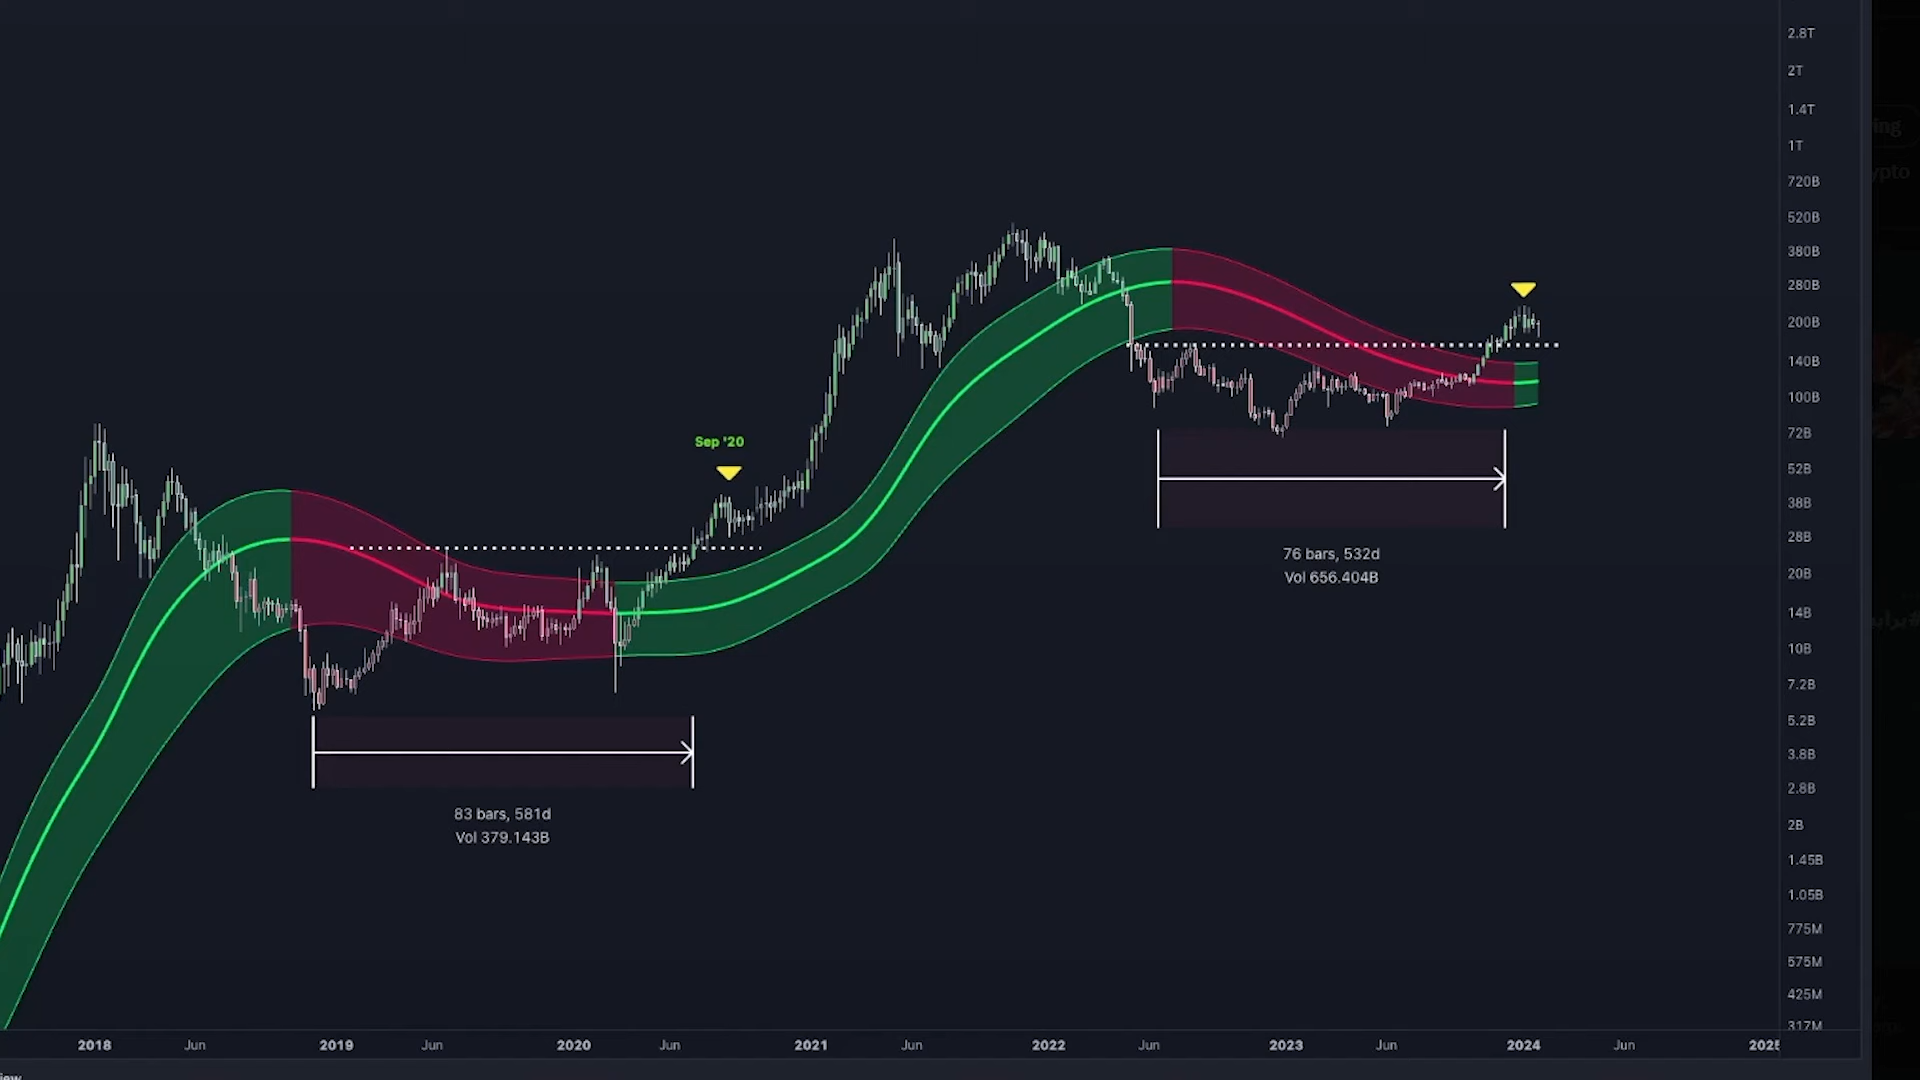 2.8T
2T
1.4T
1T
720B
520B
380B
280B
200B
140B
100B
72B
52B
38B
28B
20B
14B
10B
7.2B
5.2B
3.8B
2.8B
2B
1.45B
1.05B
775M
575M
425M
317M
Sep '20
76 bars, 532d
Vol 656.404B
83 bars, 581d
Vol 379.143B
2018 Jun 2019 Jun 2020 Jun 2021 Jun 2022 Jun 2023 Jun 2024 Jun 2025